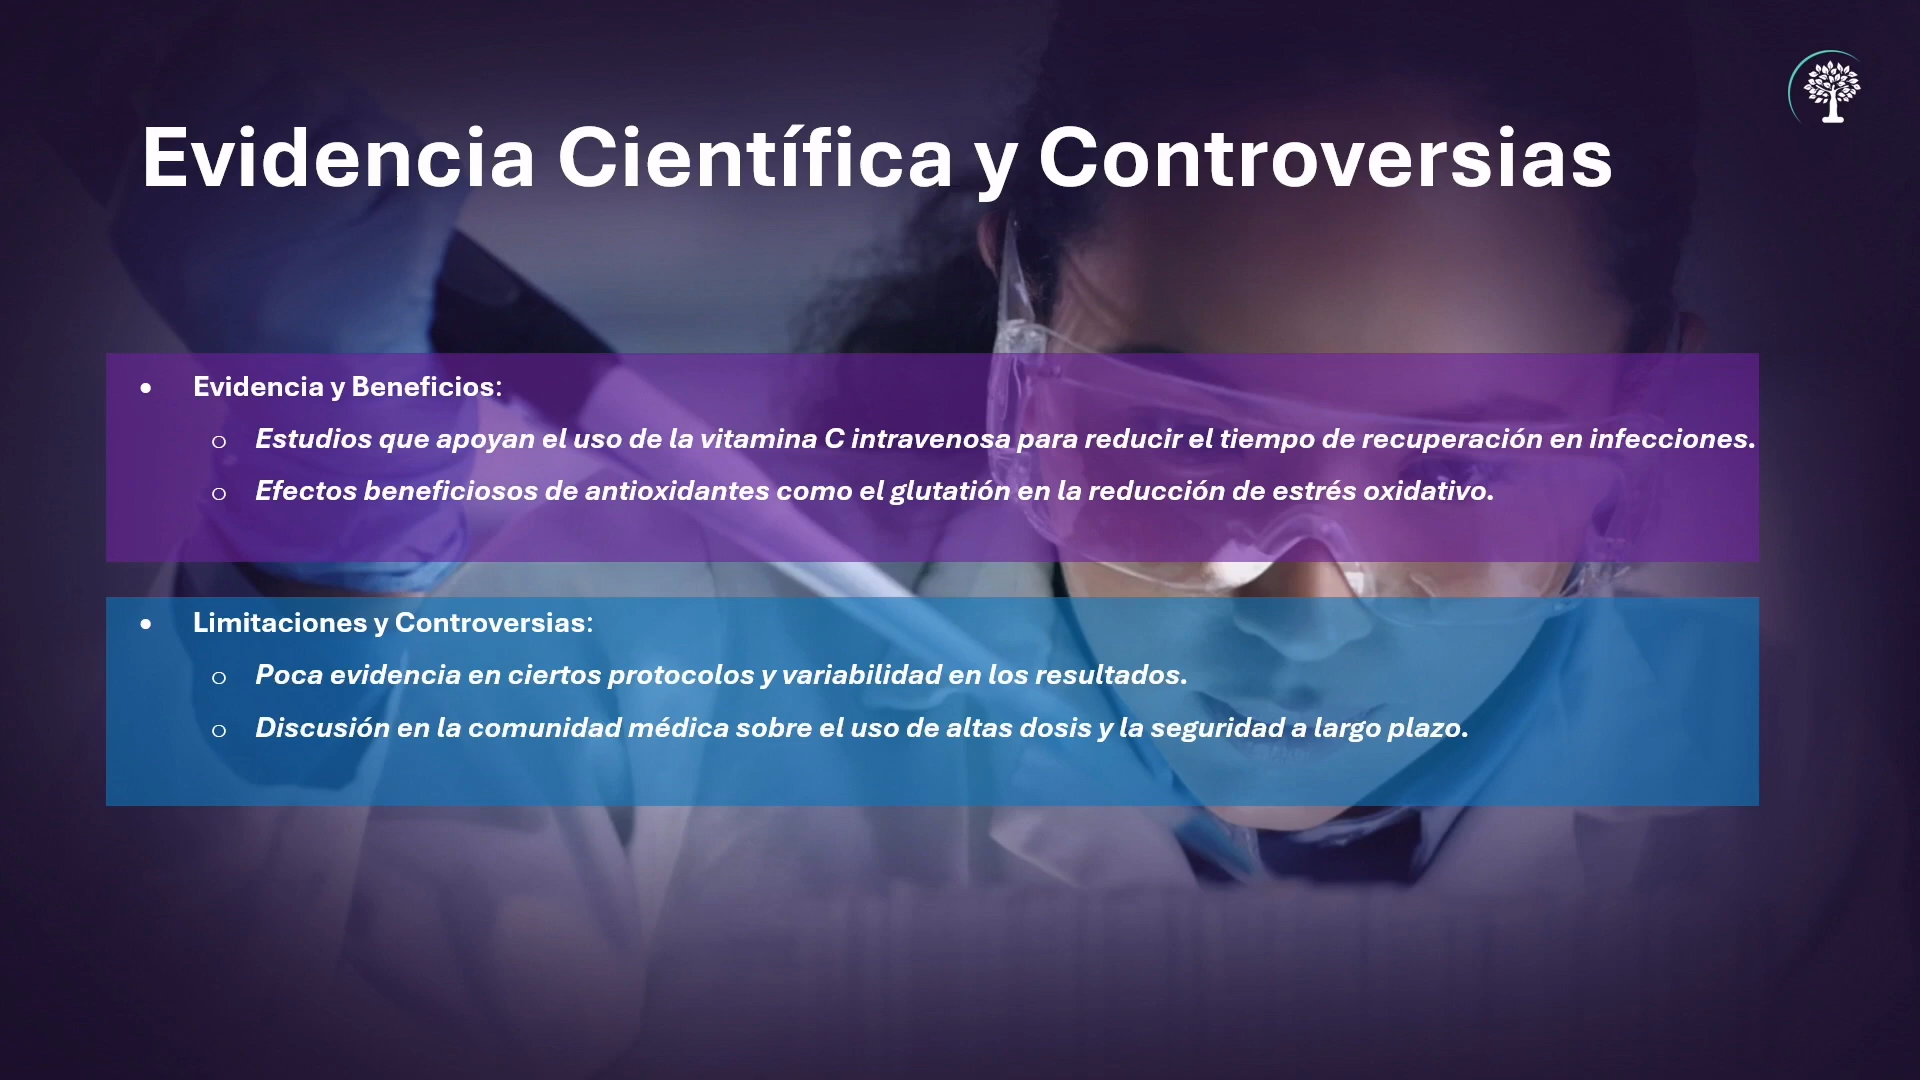 Evidencia Científica y Controversias
• Evidencia y Beneficios:
o Estudios que apoyan el uso de la vitamina C intravenosa para reducir el tiempo de recuperación en infecciones.
o Efectos beneficiosos de antioxidantes como el glutatión en la reducción de estrés oxidativo.
• Limitaciones y Controversias:
o Poca evidencia en ciertos protocolos y variabilidad en los resultados.
o Discusión en la comunidad médica sobre el uso de altas dosis y la seguridad a largo plazo.